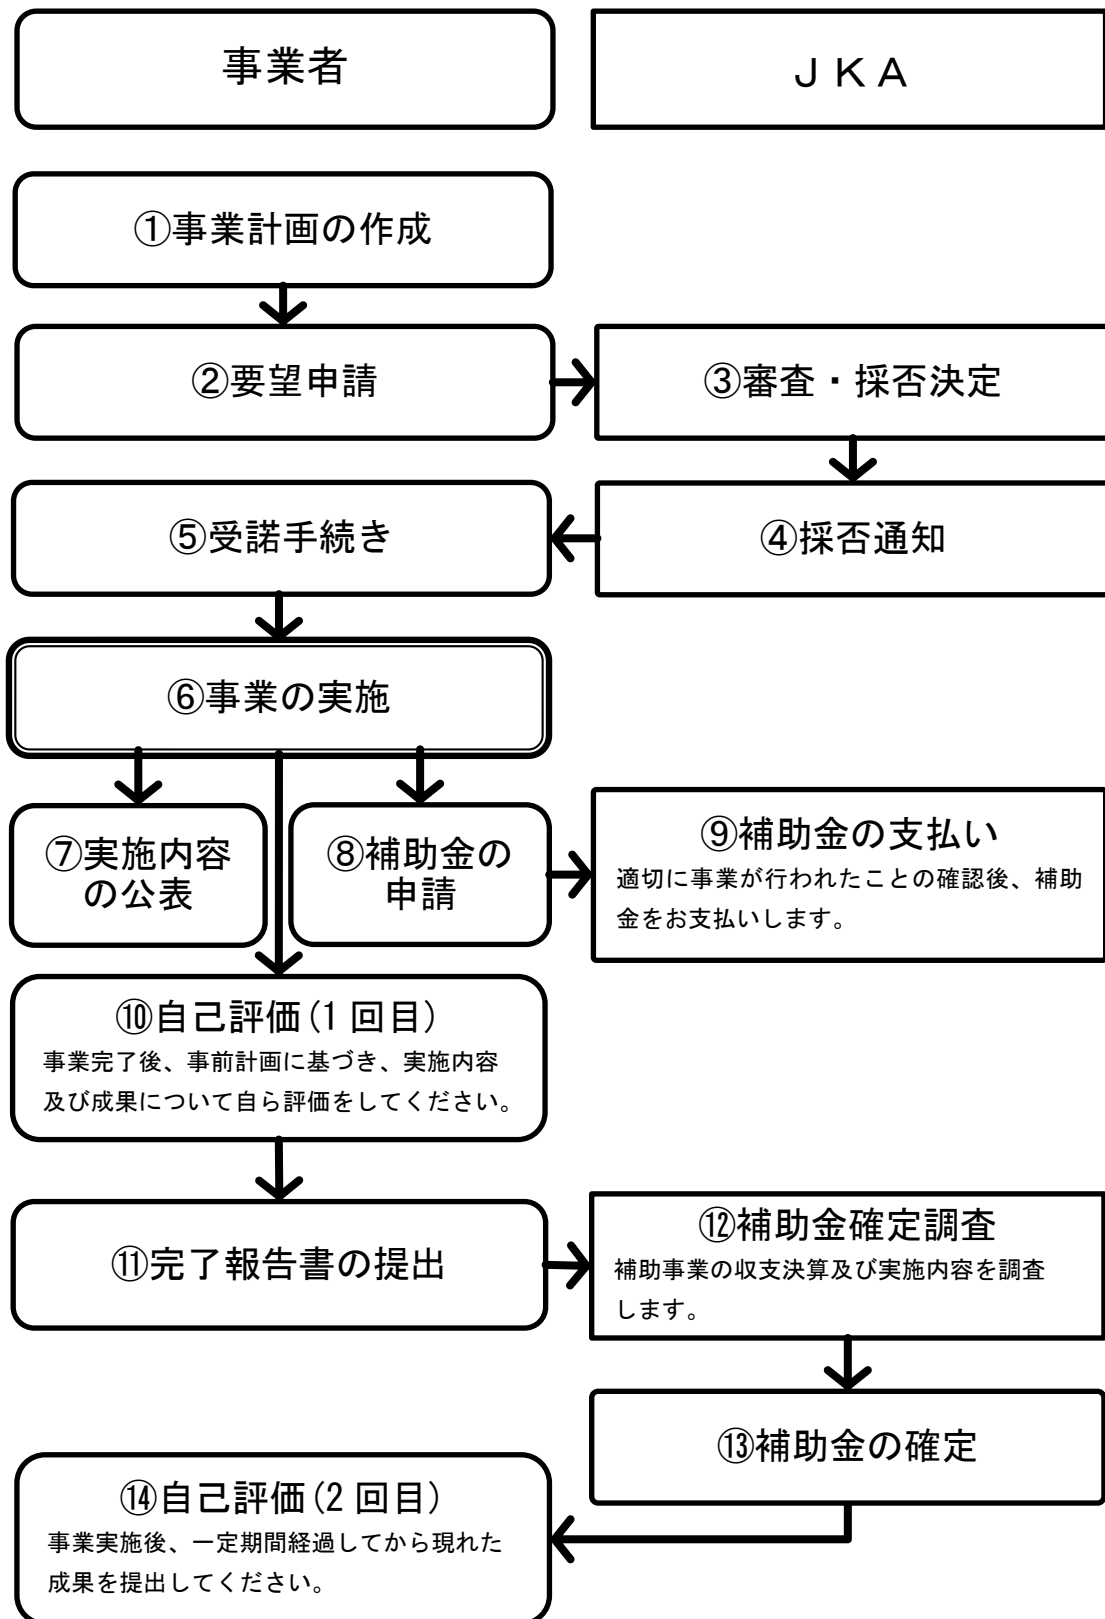 事業者
ＪＫＡ
①事業計画の作成
②要望申請
③審査・採否決定
⑤受諾手続き
④採否通知
⑥事業の実施
⑦実施内容
の公表
⑧補助金の
申請
⑨補助金の支払い
適切に事業が行われたことの確認後、補助
金をお支払いします。
⑩自己評価(1回目)
事業完了後、事前計画に基づき、実施内容
及び成果について自ら評価をしてください。
⑪完了報告書の提出
⑫補助金確定調査
補助事業の収支決算及び実施内容を調査
します。
⑬補助金の確定
⑭自己評価(2回目)
事業実施後、一定期間経過してから現れた
成果を提出してください。